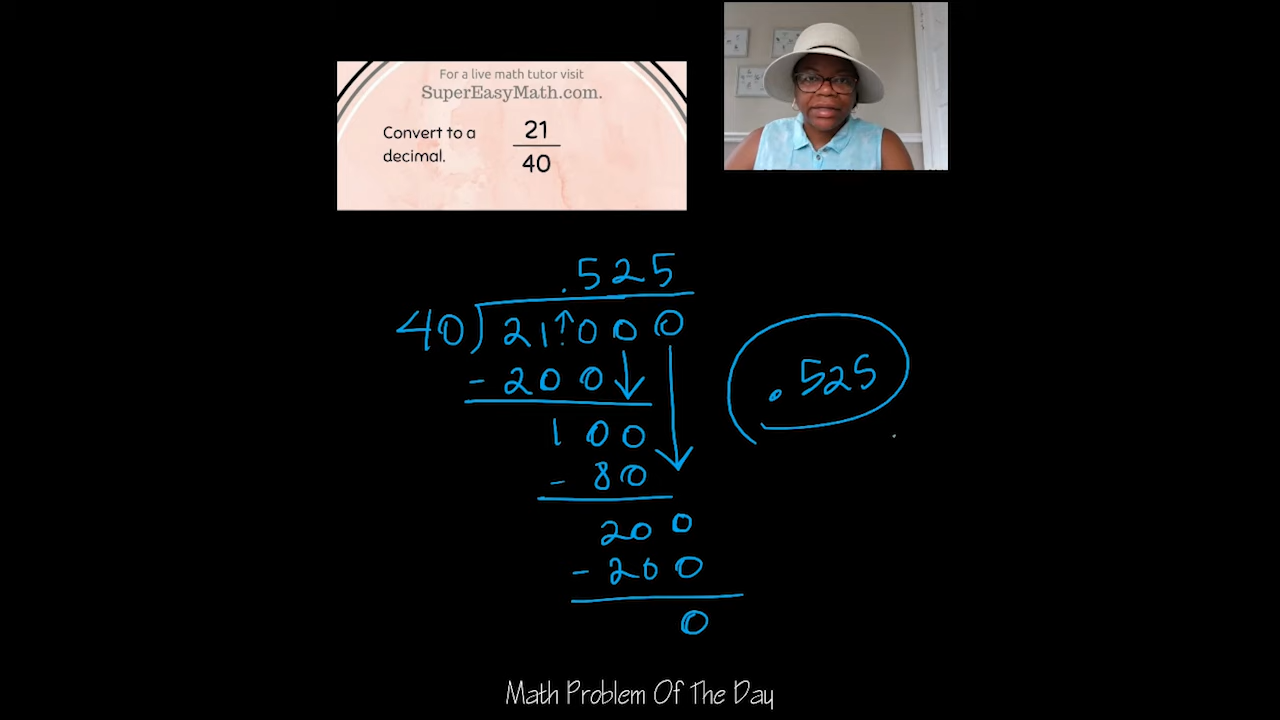 For a live math tutor visit
SuperEasyMath.com.
Convert to a
decimal.
21
40
.525
40)21.000
-200
100
-80
200
-200
0
.525
Math Problem Of The Day